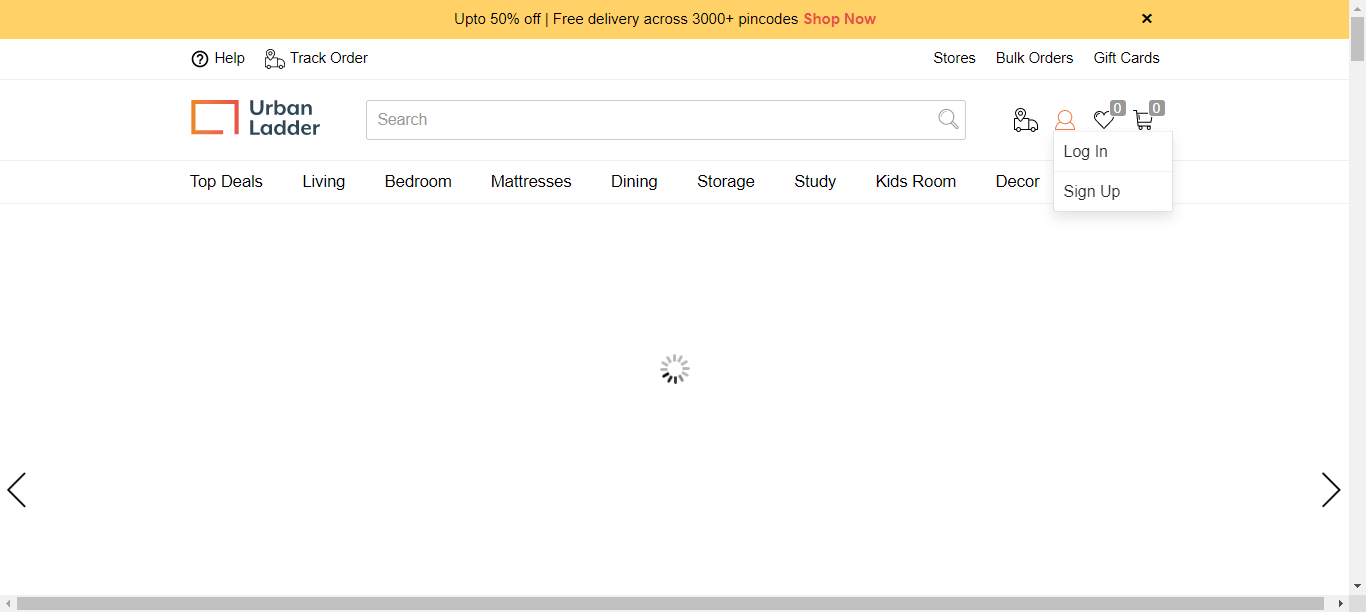 Upto 50% off | Free delivery across 3000+ pincodes Shop Now ×
Help Track Order Stores Bulk Orders Gift Cards
Urban
Ladder
Search
0 0
Log In
Top Deals Living Bedroom Mattresses Dining Storage Study Kids Room Decor
Sign Up